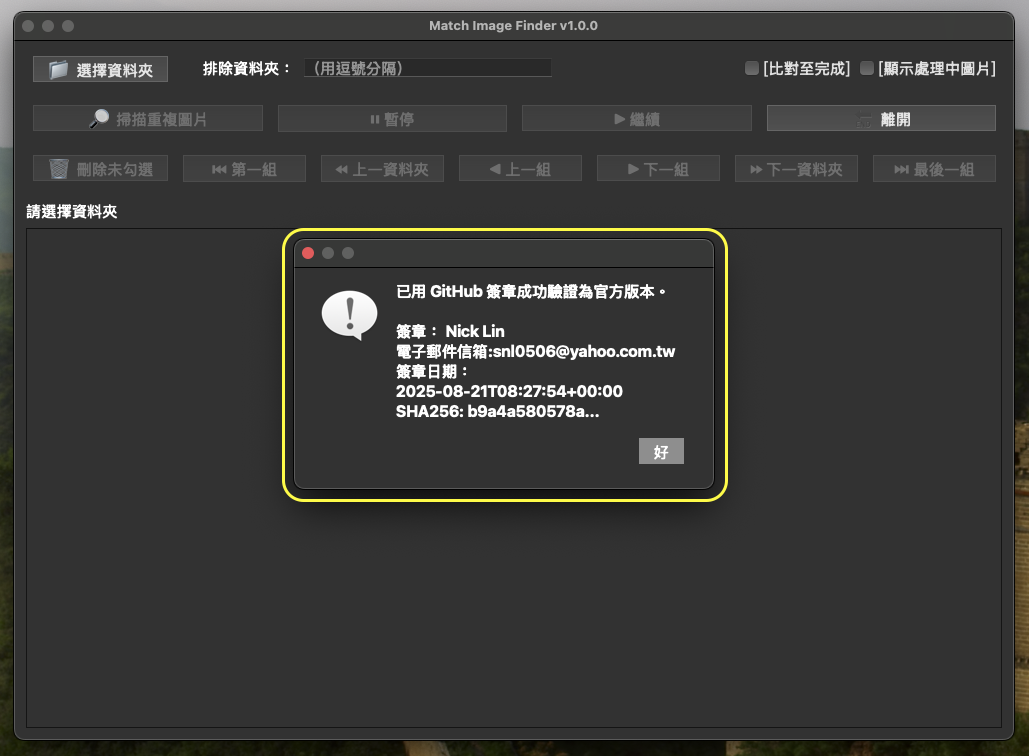 Match Image Finder v1.0.0
選擇資料夾
排除資料夾：
（用逗號分隔）
[比對至完成]
[顯示處理中圖片]
掃描重複圖片
暫停
繼續
離開
刪除未勾選
第一組
上一資料夾
上一組
下一組
下一資料夾
最後一組
請選擇資料夾
已用 GitHub 簽章成功驗證為官方版本。
簽章： Nick Lin
電子郵件信箱:snl0506@yahoo.com.tw
簽章日期：
2025-08-21T08:27:54+00:00
SHA256: b9a4a580578a...
好